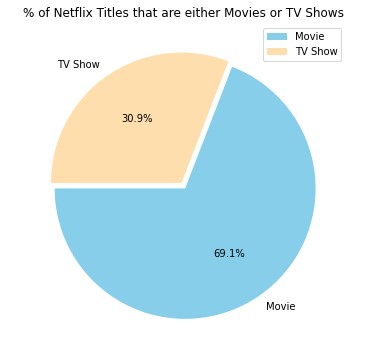 % of Netflix Titles that are either Movies or TV Shows
Movie
TV Show
TV Show
30.9%
69.1%
Movie